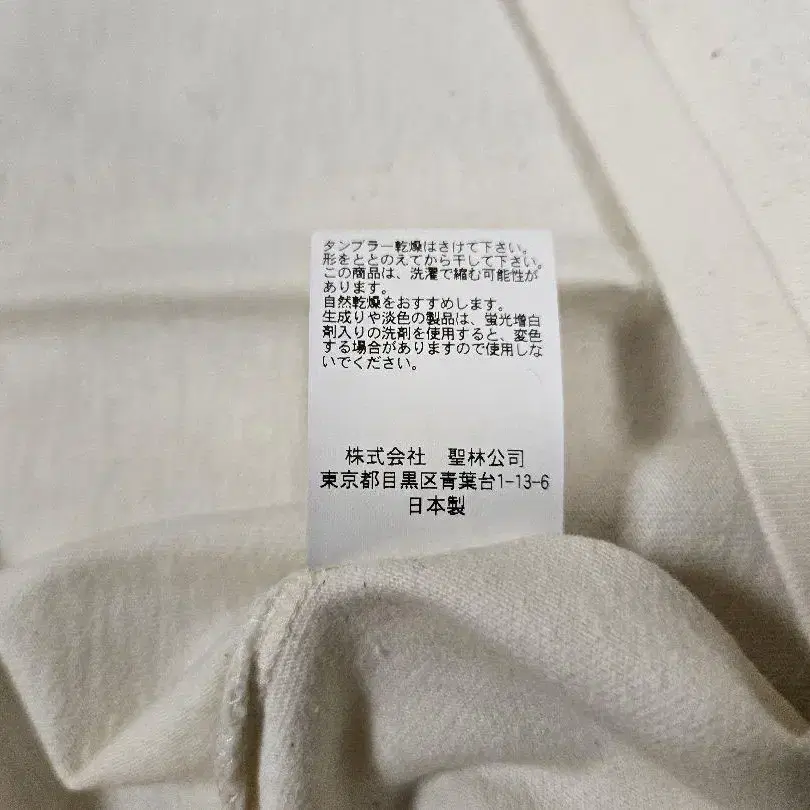 タンブラー乾燥はさけて下さい。
形をととのえてから干して下さい。
この商品は、洗濯で縮む可能性が
あります。
自然乾燥をおすすめします。
生成りや淡色の製品は、蛍光増白
剤入りの洗剤を使用すると、変色
する場合がありますので使用しな
いでください。
株式会社　聖林公司
東京都目黒区青葉台1-13-6
日本製